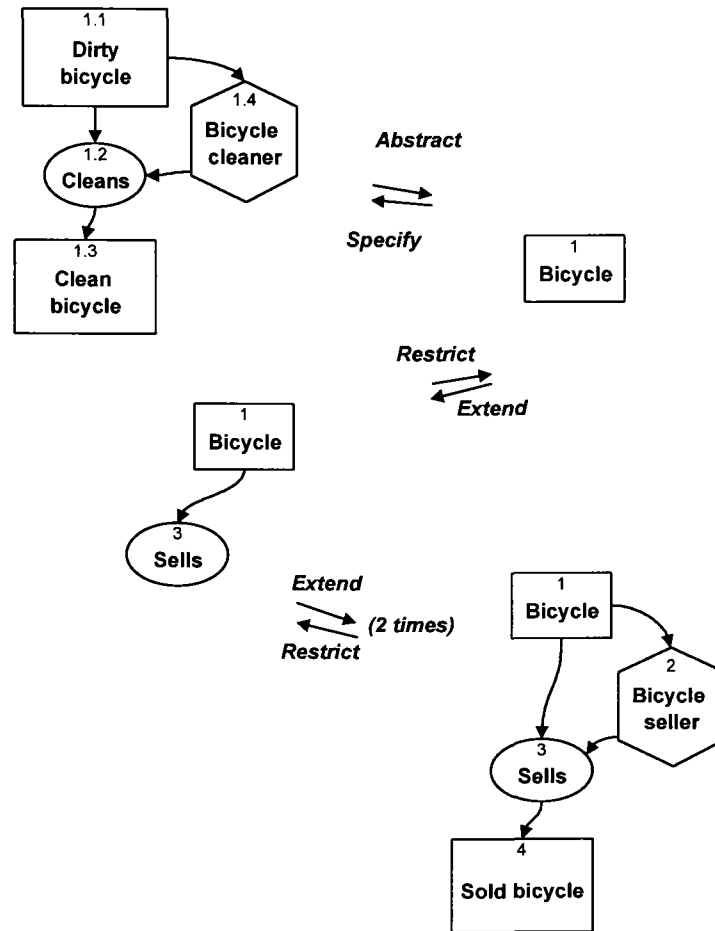 1.1
Dirty
bicycle
1.4
Bicycle
cleaner
1.2
Cleans
1.3
Clean
bicycle
Abstract
Specify
1
Bicycle
Restrict
Extend
1
Bicycle
3
Sells
Extend
(2 times)
Restrict
1
Bicycle
2
Bicycle
seller
3
Sells
4
Sold bicycle